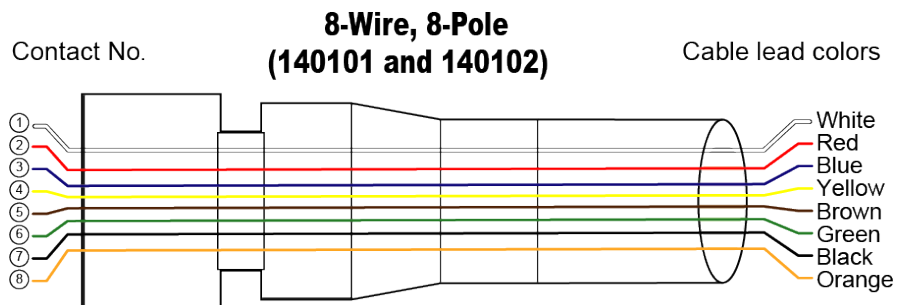 8-Wire, 8-Pole
(140101 and 140102)
Contact No.
Cable lead colors
1 White
2 Red
3 Blue
4 Yellow
5 Brown
6 Green
7 Black
8 Orange